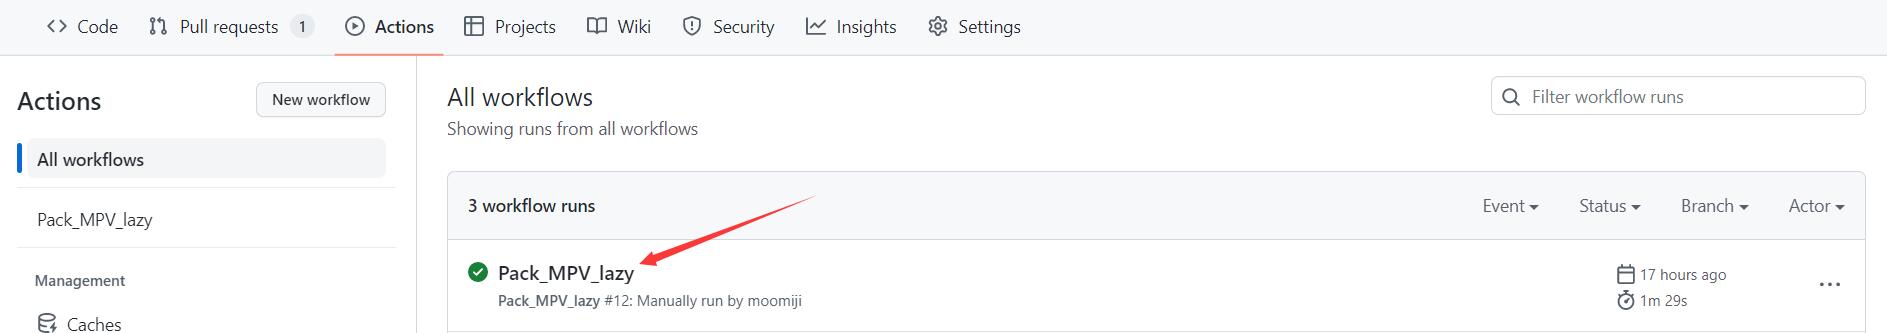 Code Pull requests 1 Actions Projects Wiki Security Insights Settings
Actions New workflow
All workflows
Pack_MPV_lazy
Management
Caches
All workflows
Showing runs from all workflows
Filter workflow runs
3 workflow runs Event Status Branch Actor
Pack_MPV_lazy 17 hours ago
Pack_MPV_lazy #12: Manually run by moomiji 1m 29s